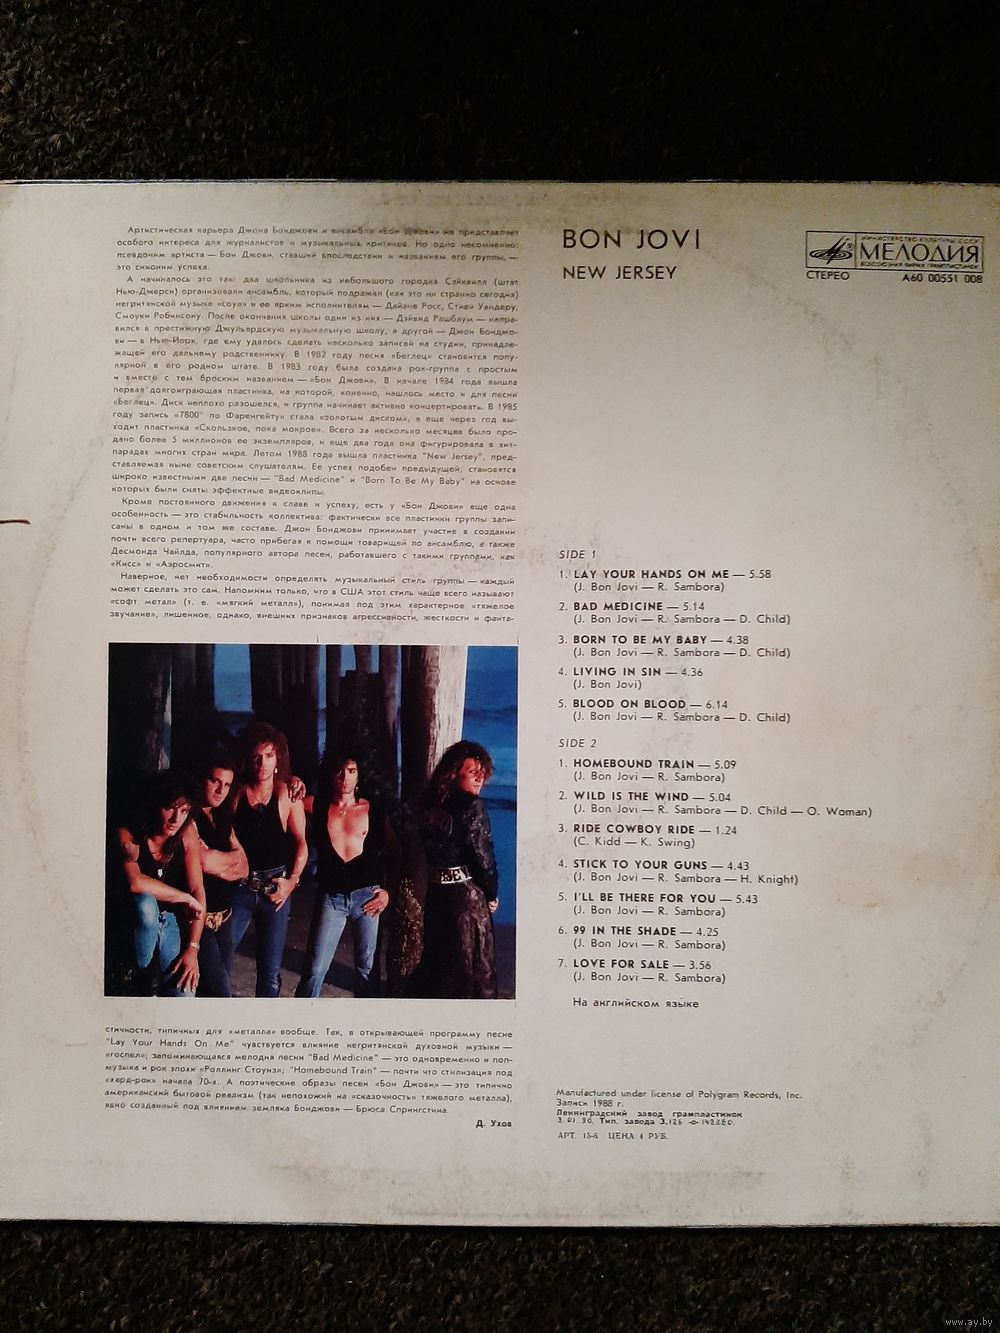 Артистическая карьера Джона Бонджови и ансамбля «Бон Джови» не представляет
особого интереса для журналистов и музыкальных критиков. Но одно несомненно:
псевдоним артиста — Бон Джови, ставший впоследствии и названием его группы, —
это синоним успеха.
А начиналось это так: два школьника из небольшого городка Сэйквилл (штат
Нью-Джерси) организовали ансамбль, который подражал (как это ни странно сегодня)
негритянской музыке «соул» и ее ярким исполнителям — Дайане Росс, Стиви Уандеру,
Смоуки Робинсону. После окончания школы один из них — Дэйвид Рашбаум — напра-
вился в престижную Джульярдскую музыкальную школу, а другой — Джон Бонджо-
ви — в Нью-Йорк, где ему удалось сделать несколько записей на студии, принадле-
жащей его дальнему родственнику. В 1982 году песня «Беглец» становится попу-
лярной в его родном штате. В 1983 году была создана рок-группа с простым
и вместе с тем броским названием — «Бон Джови». В начале 1984 года вышла
первая долгоиграющая пластинка, на которой, конечно, нашлось место и для песни
«Беглец». Диск неплохо разошелся, и группа начинает активно концертировать. В 1985
году запись «7800° по Фаренгейту» стала «золотым диском», а еще через год вы-
ходит пластинка «Скользкое, пока мокрое». Всего за несколько месяцев было про-
дано более 5 миллионов ее экземпляров, и еще два года она фигурировала в хит-
парадах многих стран мира. Летом 1988 года вышла пластинка "New Jersey", пред-
ставляемая ныне советским слушателям. Ее успех подобен предыдущей; становятся
широко известными две песни — "Bad Medicine" и "Born To Be My Baby" на основе
которых были сняты эффектные видеоклипы.
Кроме постоянного движения к славе и успеху, есть у «Бон Джови» еще одна
особенность — это стабильность коллектива: фактически все пластинки группы запи-
саны в одном и том же составе. Джон Бонджови принимает участие в создании
почти всего репертуара, часто прибегая к помощи товарищей по ансамблю, а также
Десмонда Чайлда, популярного автора песен, работавшего с такими группами, как
«Кисс» и «Аэросмит».
Наверное, нет необходимости определять музыкальный стиль группы — каждый
может сделать это сам. Напомним только, что в США этот стиль чаще всего называют
«софт метал» (т. е. «мягкий металл»), понимая под этим характерное «тяжелое
звучание», лишенное, однако, внешних признаков агрессивности, жесткости и фанта-
стичности, типичных для «металла» вообще. Так, в открывающей программу песне
"Lay Your Hands On Me" чувствуется влияние негритянской духовной музыки —
«госпел»; запоминающаяся мелодия песни "Bad Medicine" — это одновременно и поп-
музыка и рок эпохи «Роллинг Стоунз»; "Homebound Train" — почти что стилизация под
«хард-рок» начала 70-х. А поэтические образы песен «Бон Джови» — это типично
американский бытовой реализм (так непохожий на «сказочность» тяжелого металла),
явно созданный под влиянием земляка Бонджови — Брюса Спрингстина.
Д. Ухов
BON JOVI
NEW JERSEY
МИНИСТЕРСТВО КУЛЬТУРЫ СССР
МЕЛОДИЯ
ВСЕСОЮЗНАЯ ФИРМА ГРАМПЛАСТИНОК
СТЕРЕО А60 00551 008
SIDE 1
1. LAY YOUR HANDS ON ME — 5.58
(J. Bon Jovi — R. Sambora)
2. BAD MEDICINE — 5.14
(J. Bon Jovi — R. Sambora — D. Child)
3. BORN TO BE MY BABY — 4.38
(J. Bon Jovi — R. Sambora — D. Child)
4. LIVING IN SIN — 4.36
(J. Bon Jovi)
5. BLOOD ON BLOOD — 6.14
(J. Bon Jovi — R. Sambora — D. Child)
SIDE 2
1. HOMEBOUND TRAIN — 5.09
(J. Bon Jovi — R. Sambora)
2. WILD IS THE WIND — 5.04
(J. Bon Jovi — R. Sambora — D. Child — O. Woman)
3. RIDE COWBOY RIDE — 1.24
(C. Kidd — K. Swing)
4. STICK TO YOUR GUNS — 4.43
(J. Bon Jovi — R. Sambora — H. Knight)
5. I'LL BE THERE FOR YOU — 5.43
(J. Bon Jovi — R. Sambora)
6. 99 IN THE SHADE — 4.25
(J. Bon Jovi — R. Sambora)
7. LOVE FOR SALE — 3.56
(J. Bon Jovi — R. Sambora)
На английском языке
Manufactured under license of Polygram Records, Inc.
Записи 1988 г.
Ленинградский завод грампластинок
3. 01 90. Тип. завода З.126 -о-142280.
АРТ. 15-6 ЦЕНА 4 РУБ.
www.ay.by